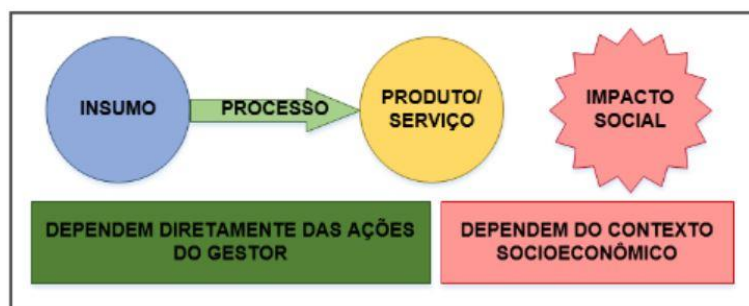 INSUMO
PROCESSO
PRODUTO/
SERVIÇO
IMPACTO
SOCIAL
DEPENDEM DIRETAMENTE DAS AÇÕES
DO GESTOR
DEPENDEM DO CONTEXTO
SOCIOECONÔMICO